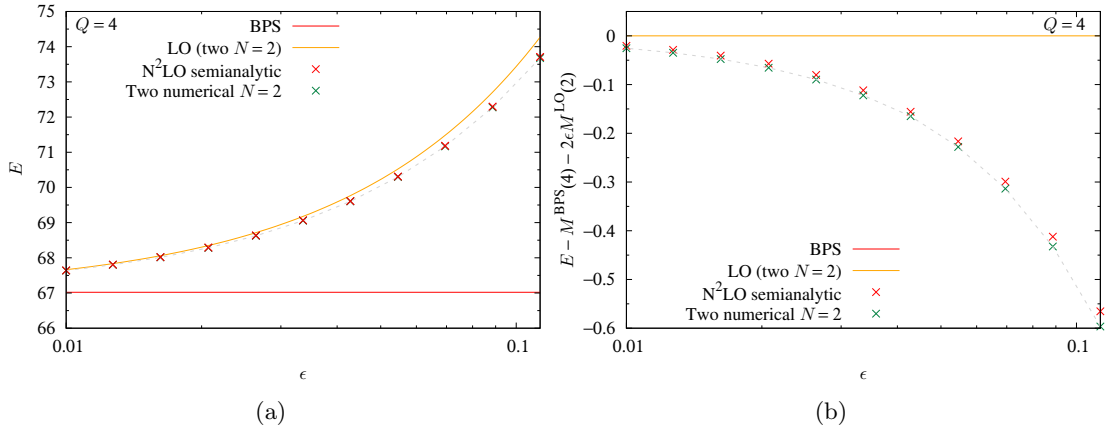 Q = 4
BPS
LO (two N = 2)
N²LO semianalytic
Two numerical N = 2
75
74
73
72
71
70
69
68
67
66
E
0.01
0.1
ϵ
(a)
Q = 4
0
−0.1
−0.2
−0.3
−0.4
−0.5
−0.6
E − M^BPS(4) − 2ϵM^LO(2)
BPS
LO (two N = 2)
N²LO semianalytic
Two numerical N = 2
0.01
0.1
ϵ
(b)